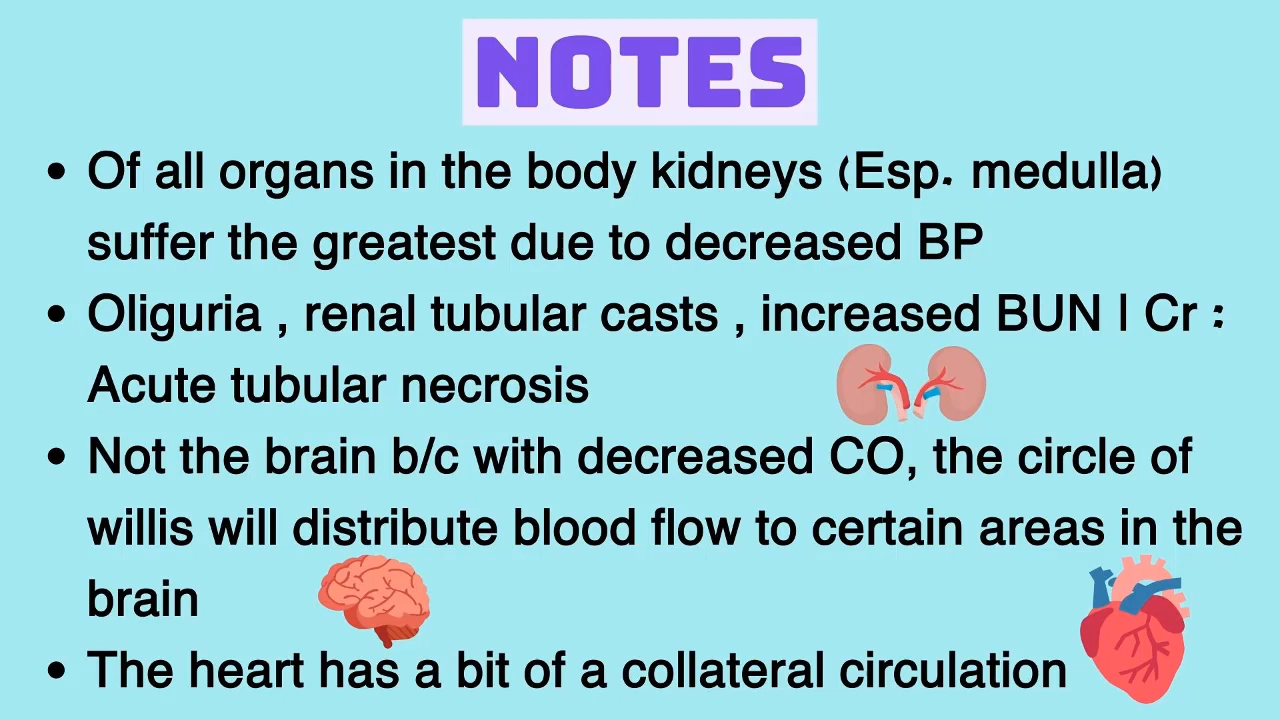 NOTES
• Of all organs in the body kidneys (Esp. medulla)
suffer the greatest due to decreased BP
• Oliguria , renal tubular casts , increased BUN | Cr :
Acute tubular necrosis
• Not the brain b/c with decreased CO, the circle of
willis will distribute blood flow to certain areas in the
brain
• The heart has a bit of a collateral circulation